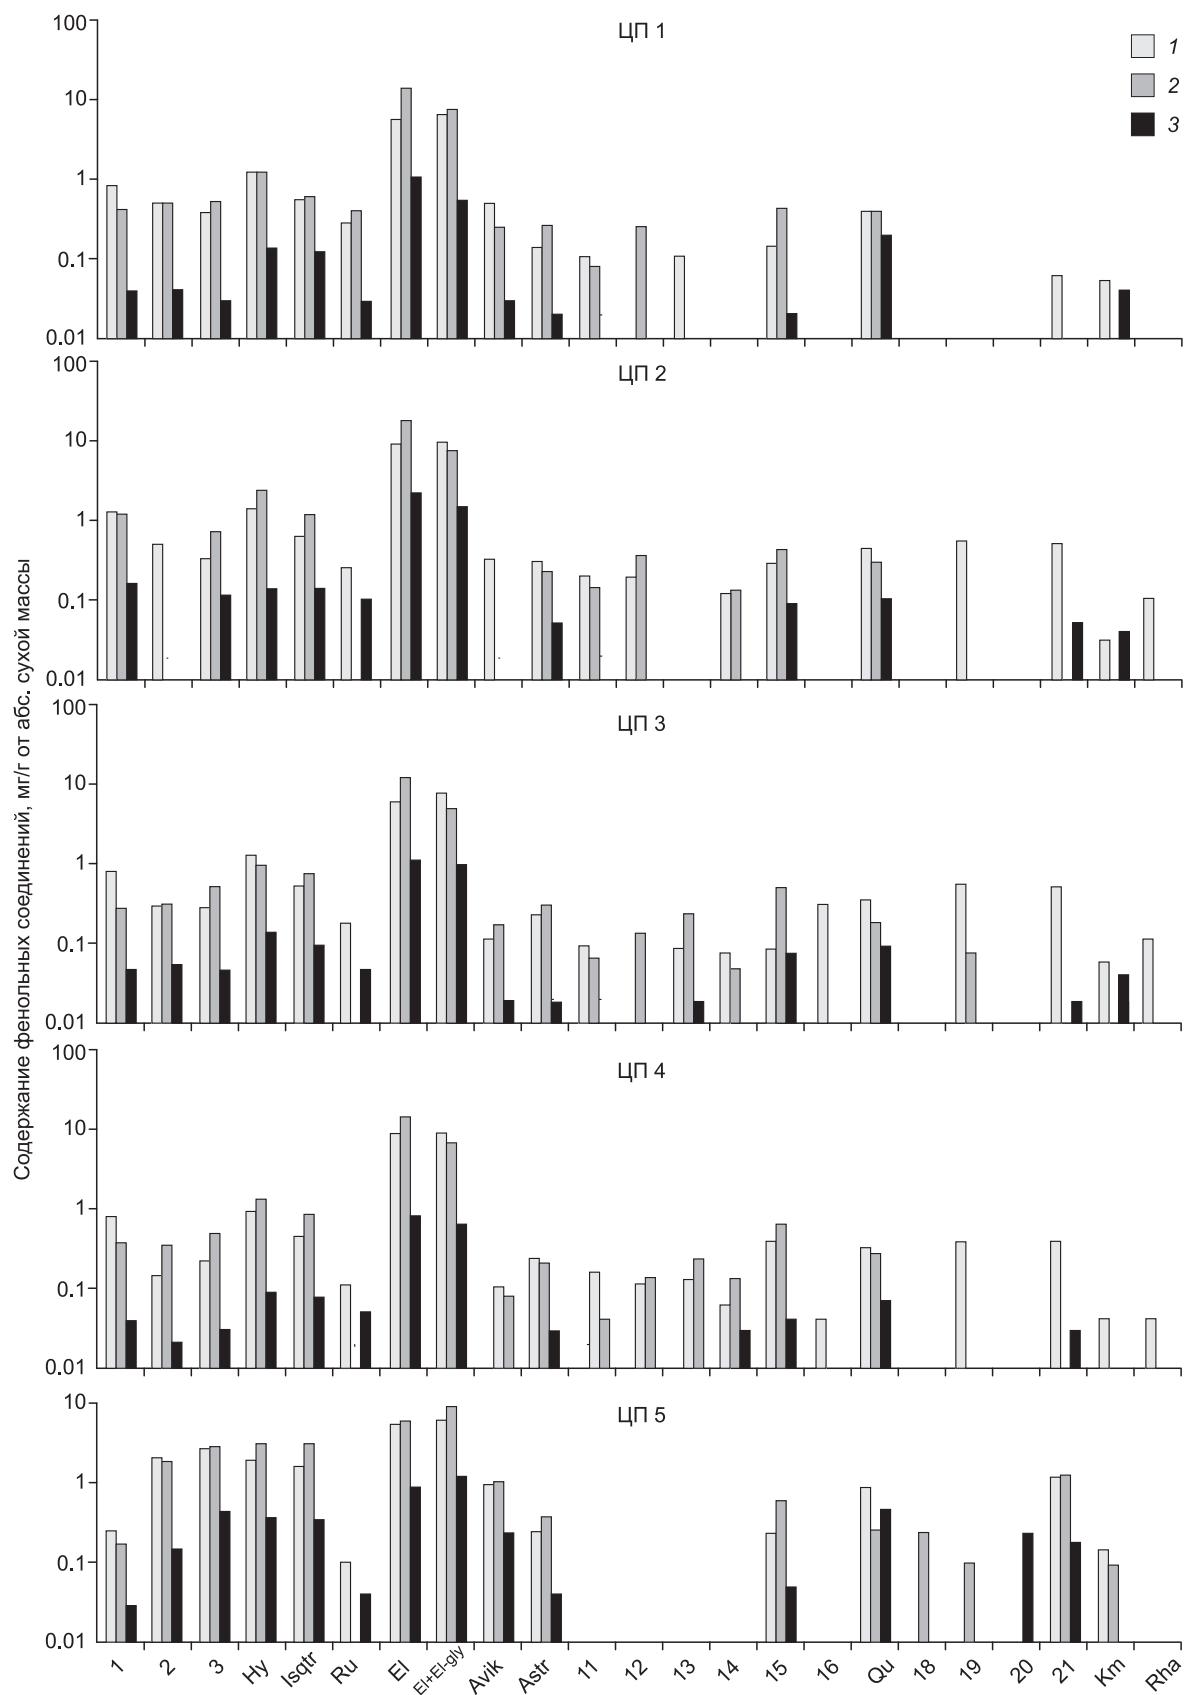 Содержание фенольных соединений, мг/г от абс. сухой массы
ЦП 1
1
2
3
100
10
1
0.1
0.01
ЦП 2
100
10
1
0.1
0.01
ЦП 3
100
10
1
0.1
0.01
ЦП 4
100
10
1
0.1
0.01
ЦП 5
10
1
0.1
0.01
1
2
3
Hy
Isqtr
Ru
El
El+El-gly
Avik
Astr
11
12
13
14
15
16
Qu
18
19
20
21
Km
Rha